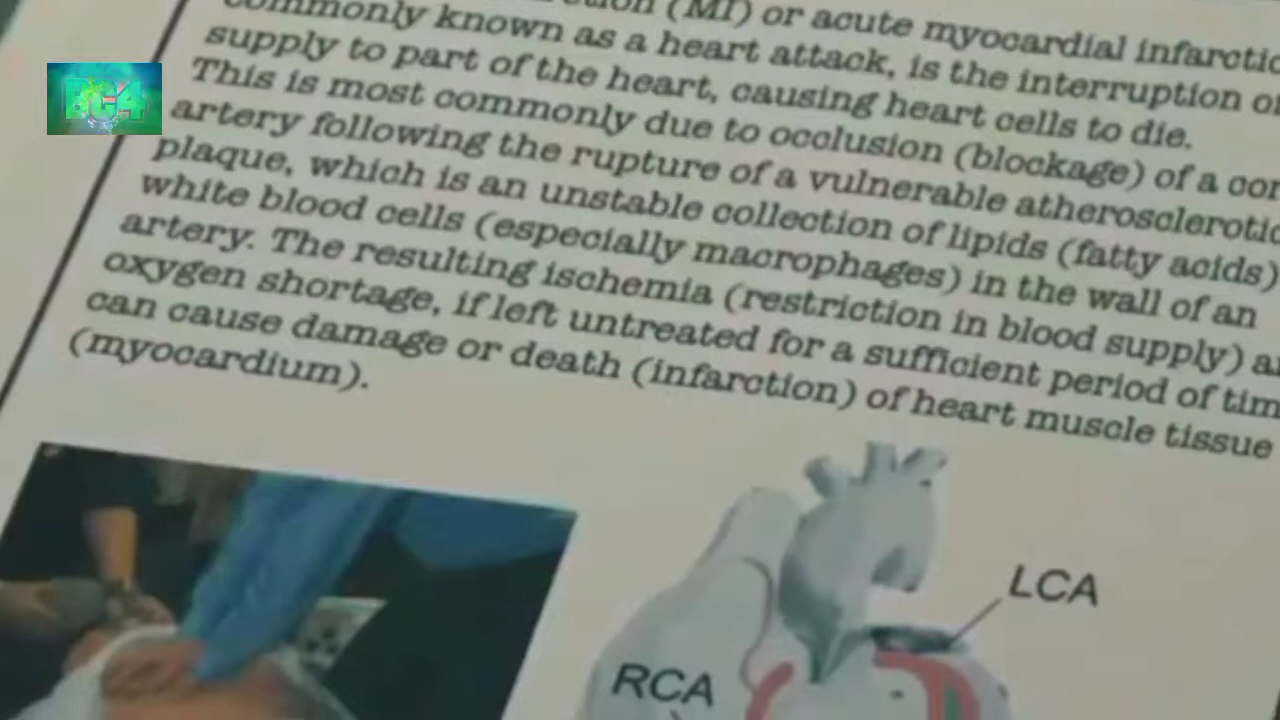 (MI) or acute myocardial
commonly known as a heart attack, is the interruption
supply to part of the heart, causing heart cells to die.
This is most commonly due to occlusion (blockage) of a
artery following the rupture of a vulnerable
plaque, which is an unstable collection of lipids (fatty acids)
white blood cells (especially macrophages) in the wall of an
artery. The resulting ischemia (restriction in blood supply)
oxygen shortage, if left untreated for a sufficient period of
can cause damage or death (infarction) of heart muscle tissue
(myocardium).
LCA
RCA